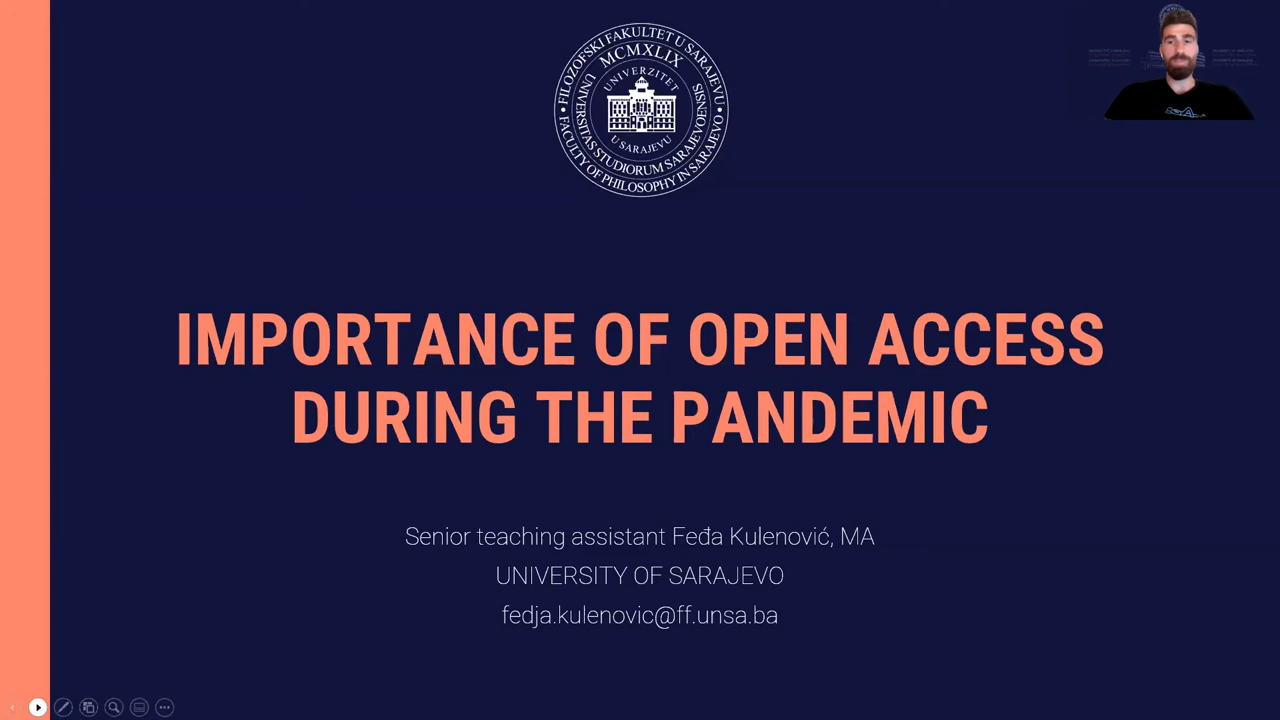 FILOZOFSKI FAKULTET U SARAJEVU
MCMXLIX
UNIVERZITET
U SARAJEVU
UNIVERSITAS STUDIORUM SARAJEVOENSIS
FACULTY OF PHILOSOPHY IN SARAJEVO
IMPORTANCE OF OPEN ACCESS
DURING THE PANDEMIC
Senior teaching assistant Feđa Kulenović, MA
UNIVERSITY OF SARAJEVO
fedja.kulenovic@ff.unsa.ba